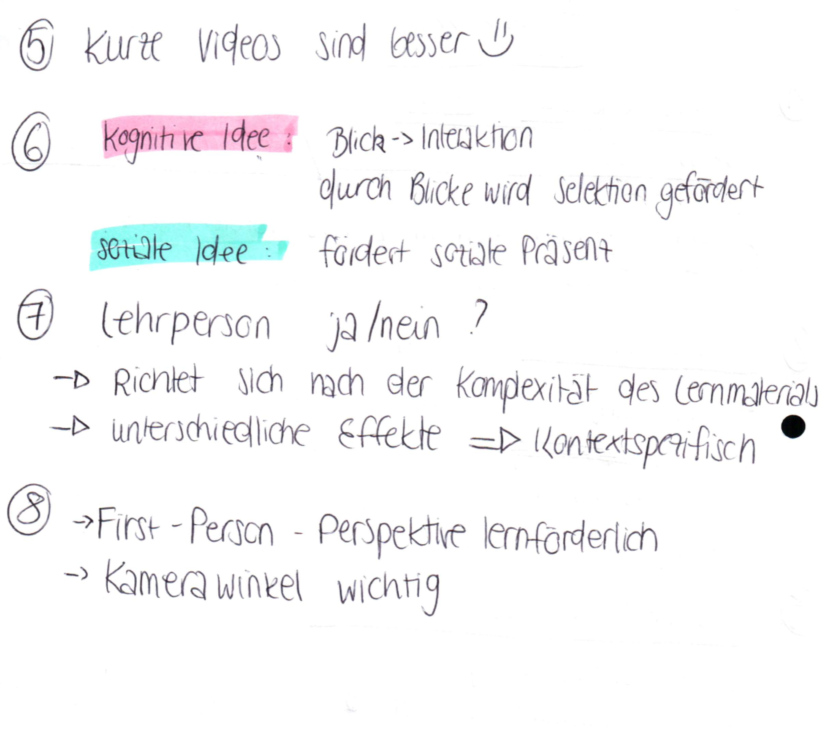 ⑤ Kurze Videos sind besser ت
⑥ Kognitive Idee: Blick -> Interaktion
durch Blicke wird Selektion gefördert
soziale Idee: fördert soziale Präsenz
⑦ Lehrperson ja/nein ?
-> Richtet sich nach der Komplexität des Lernmaterials
-> unterschiedliche Effekte => Kontextspezifisch
⑧ -> First-Person-Perspektive lernförderlich
-> Kamerawinkel wichtig